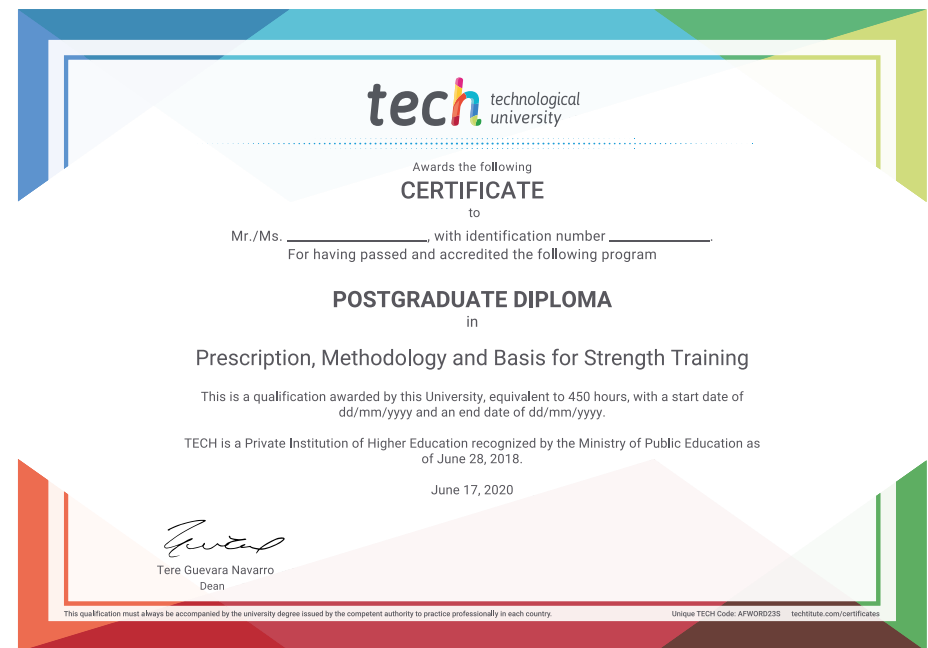 tech technological
university
Awards the following
CERTIFICATE
to
Mr./Ms. ____________________, with identification number ______________.
For having passed and accredited the following program
POSTGRADUATE DIPLOMA
in
Prescription, Methodology and Basis for Strength Training
This is a qualification awarded by this University, equivalent to 450 hours, with a start date of
dd/mm/yyyy and an end date of dd/mm/yyyy.
TECH is a Private Institution of Higher Education recognized by the Ministry of Public Education as
of June 28, 2018.
June 17, 2020
Tere Guevara Navarro
Dean
This qualification must always be accompanied by the university degree issued by the competent authority to practice professionally in each country. Unique TECH Code: AFWORD23S techtitute.com/certificates